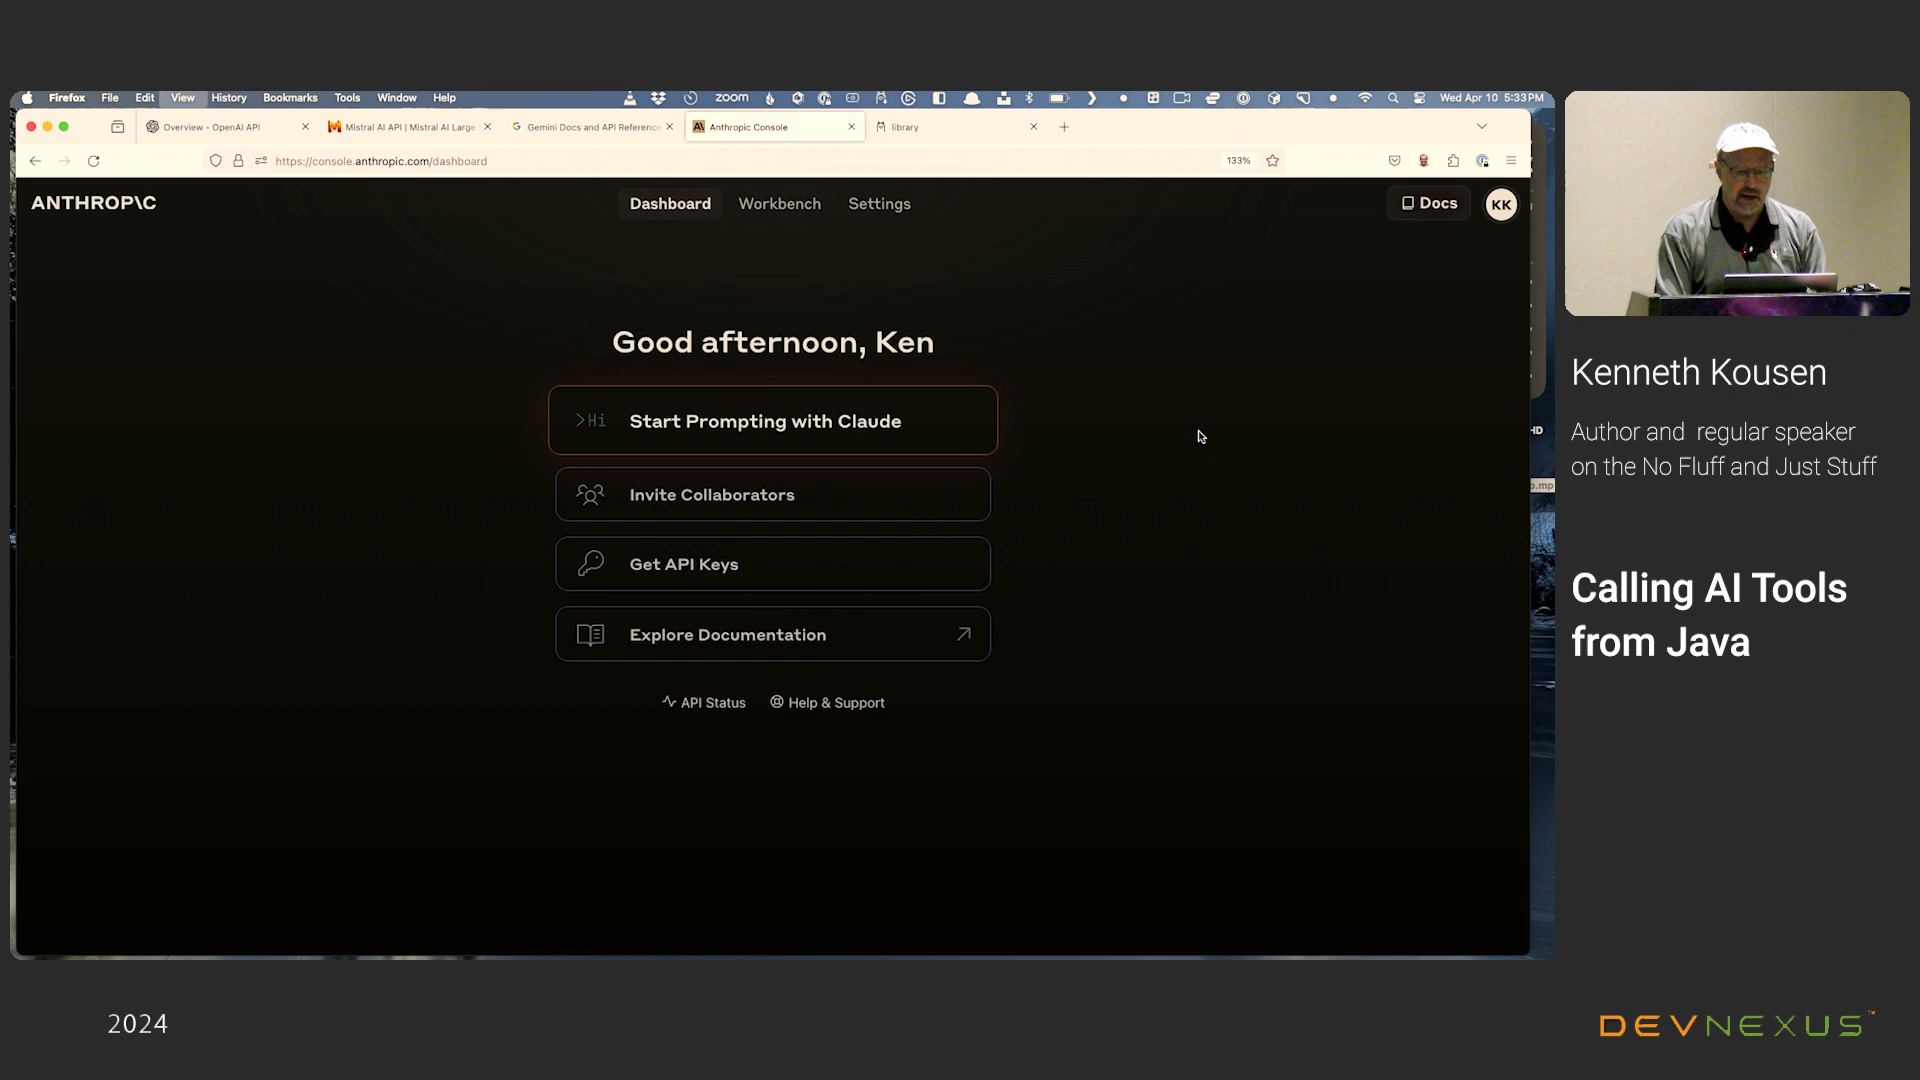 Firefox File Edit View History Bookmarks Tools Window Help zoom Wed Apr 10 5:33PM
Overview - OpenAI API
Mistral AI API | Mistral AI Large
Gemini Docs and API Reference
Anthropic Console
library
https://console.anthropic.com/dashboard
133%
ANTHROP\C
Dashboard Workbench Settings
Docs
KK
Good afternoon, Ken
>Hi Start Prompting with Claude
Invite Collaborators
Get API Keys
Explore Documentation
API Status Help & Support
HD
o.mp
Kenneth Kousen
Author and regular speaker
on the No Fluff and Just Stuff
Calling AI Tools
from Java
2024
DEVNEXUS™